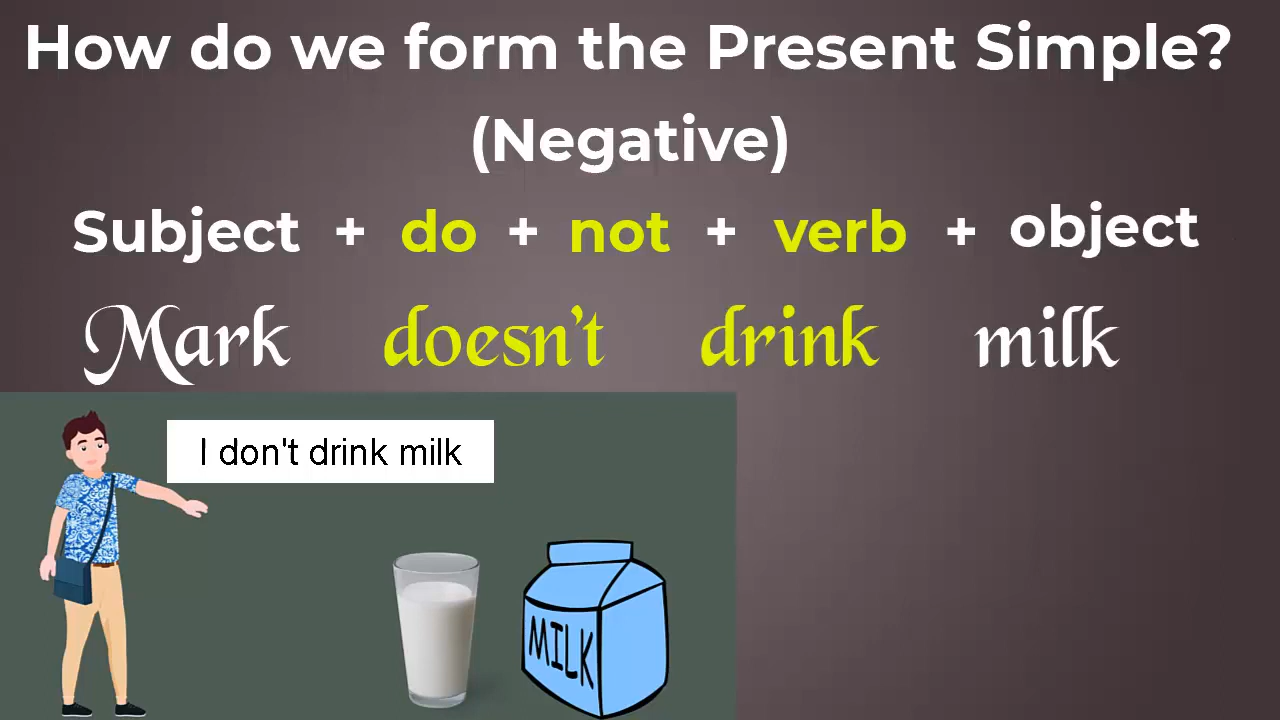 How do we form the Present Simple?
(Negative)
Subject + do + not + verb + object
Mark doesn't drink milk
I don't drink milk
MILK